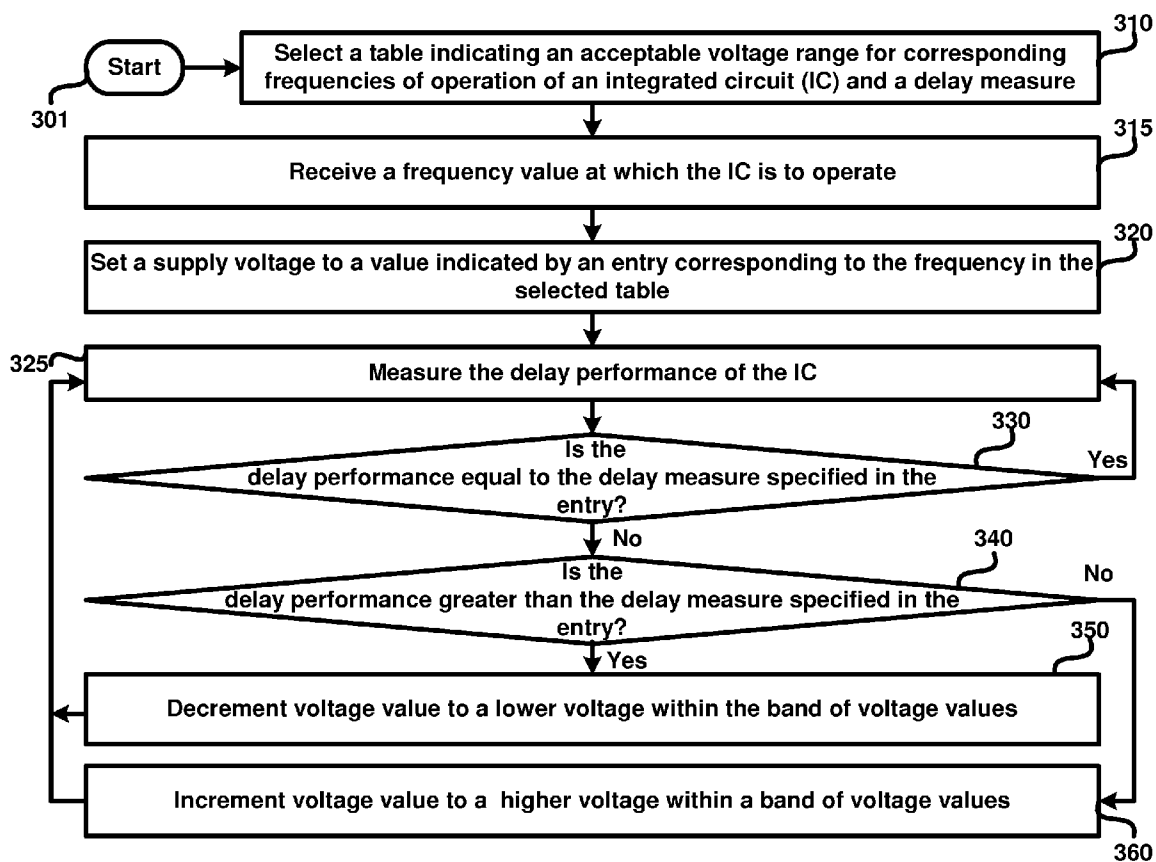 310
Start
Select a table indicating an acceptable voltage range for corresponding
frequencies of operation of an integrated circuit (IC) and a delay measure
301
315
Receive a frequency value at which the IC is to operate
320
Set a supply voltage to a value indicated by an entry corresponding to the frequency in the
selected table
325
Measure the delay performance of the IC
330
Is the
delay performance equal to the delay measure specified in the
entry?
Yes
No
340
Is the
delay performance greater than the delay measure specified in the
entry?
No
Yes
350
Decrement voltage value to a lower voltage within the band of voltage values
Increment voltage value to a higher voltage within a band of voltage values
360